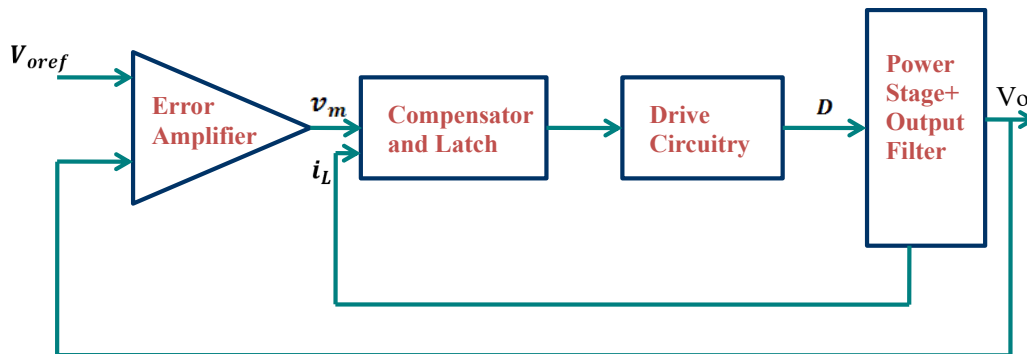 V_oref
Error
Amplifier
v_m
i_L
Compensator
and Latch
Drive
Circuitry
D
Power
Stage+
Output
Filter
Vo